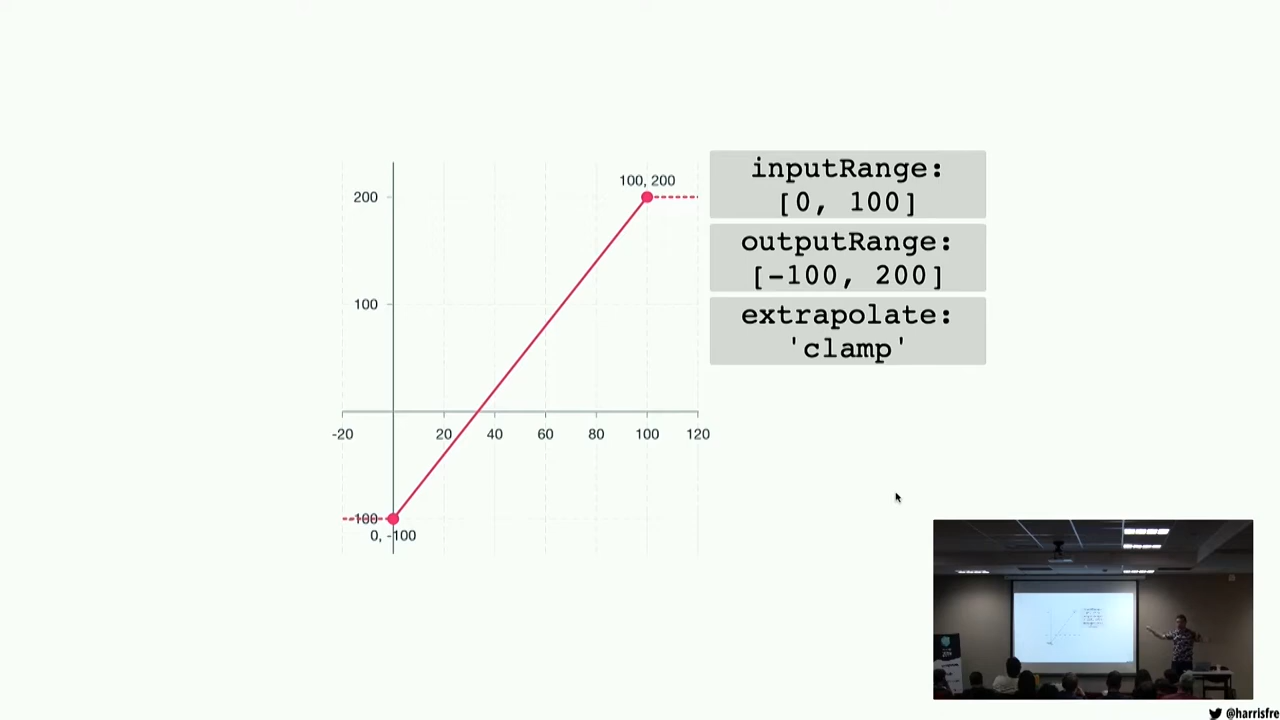 100, 200
200
100
-20
20
40
60
80
100
120
-100
0, -100
inputRange:
[0, 100]
outputRange:
[-100, 200]
extrapolate:
'clamp'
@harrisfre